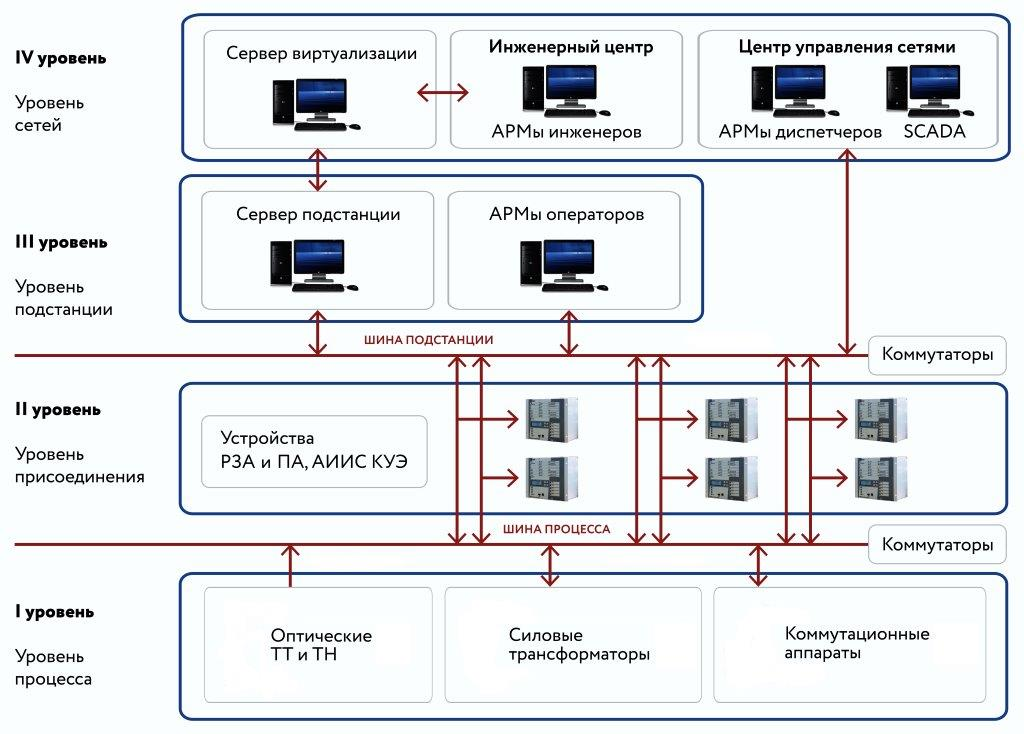 IV уровень
Уровень
сетей
Сервер виртуализации
Инженерный центр
АРМы инженеров
Центр управления сетями
АРМы диспетчеров
SCADA
III уровень
Уровень
подстанции
Сервер подстанции
АРМы операторов
ШИНА ПОДСТАНЦИИ
Коммутаторы
II уровень
Уровень
присоединения
Устройства
РЗА и ПА, АИИС КУЭ
ШИНА ПРОЦЕССА
Коммутаторы
I уровень
Уровень
процесса
Оптические
ТТ и ТН
Силовые
трансформаторы
Коммутационные
аппараты